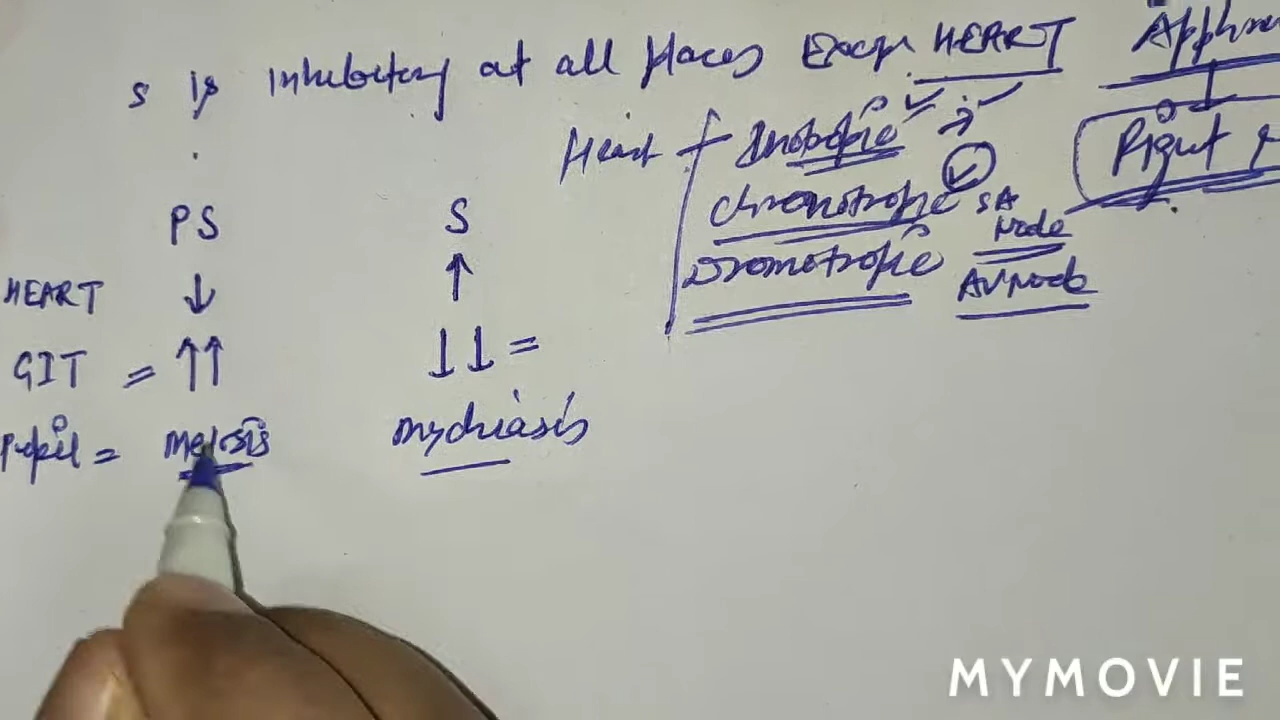 S is inhibitory at all places Except HEART
Heart + Inotropic
Chronotropic SA Node
Dromotropic AV Node
Right
PS S
HEART ↓ ↑
GIT = ↑↑ ↓↓ =
Pupil = Meiosis mydriasis
MYMOVIE